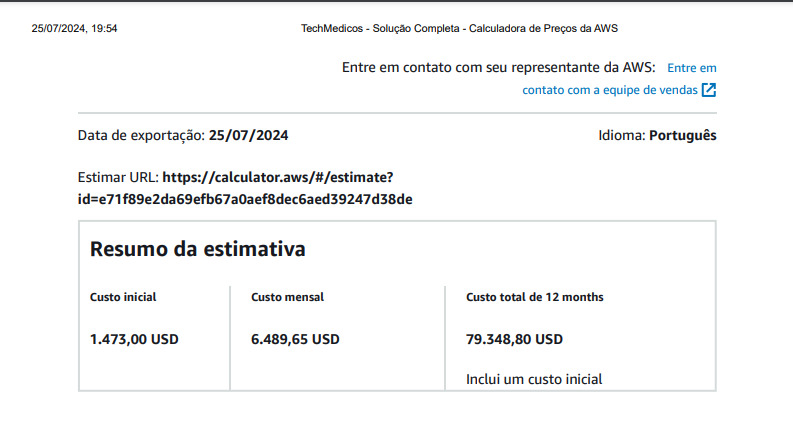 25/07/2024, 19:54 TechMedicos - Solução Completa - Calculadora de Preços da AWS
Entre em contato com seu representante da AWS: Entre em
contato com a equipe de vendas
Data de exportação: 25/07/2024 Idioma: Português
Estimar URL: https://calculator.aws/#/estimate?
id=e71f89e2da69efb67a0aef8dec6aed39247d38de
Resumo da estimativa
Custo inicial Custo mensal Custo total de 12 months
1.473,00 USD 6.489,65 USD 79.348,80 USD
Inclui um custo inicial